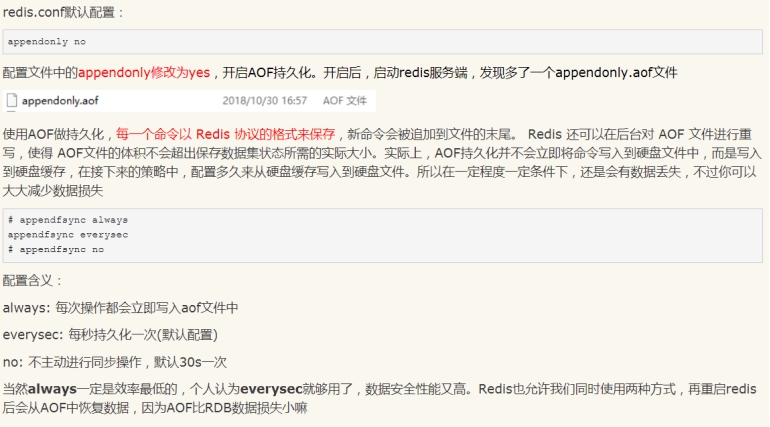 redis.conf默认配置：
appendonly no
配置文件中的appendonly修改为yes，开启AOF持久化。开启后，启动redis服务端，发现多了一个appendonly.aof文件
appendonly.aof 2018/10/30 16:57 AOF 文件
使用AOF做持久化，每一个命令以 Redis 协议的格式来保存，新命令会被追加到文件的末尾。 Redis 还可以在后台对 AOF 文件进行重
写，使得 AOF文件的体积不会超出保存数据集状态所需的实际大小。实际上，AOF持久化并不会立即将命令写入到硬盘文件中，而是写入
到硬盘缓存，在接下来的策略中，配置多久来从硬盘缓存写入到硬盘文件。所以在一定程度一定条件下，还是会有数据丢失，不过你可以
大大减少数据损失
# appendfsync always
appendfsync everysec
# appendfsync no
配置含义：
always: 每次操作都会立即写入aof文件中
everysec: 每秒持久化一次(默认配置)
no: 不主动进行同步操作，默认30s一次
当然always一定是效率最低的，个人认为everysec就够用了，数据安全性能又高。Redis也允许我们同时使用两种方式，再重启redis
后会从AOF中恢复数据，因为AOF比RDB数据损失小嘛